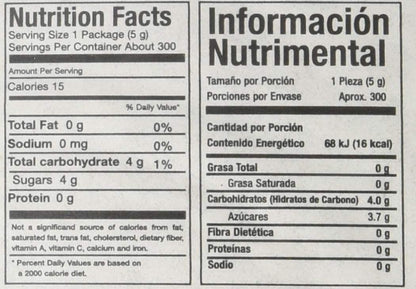 Nutrition Facts
Serving Size 1 Package (5 g)
Servings Per Container About 300
Amount Per Serving
Calories 15
% Daily Value*
Total Fat 0 g 0%
Sodium 0 mg 0%
Total carbohydrate 4 g 1%
Sugars 4 g
Protein 0 g
Not a significand source of calories from fat,
saturated fat, trans fat, cholersterol, dietary fiber,
vitamin A, vitamin C, calcium and iron.
* Percent Daily Values are based on
a 2000 calorie diet.
Información
Nutrimental
Tamaño por Porción 1 Pieza (5 g)
Porciones por Envase Aprox. 300
Cantidad por Porción
Contenido Energético 68 kJ (16 kcal)
Grasa Total 0 g
Grasa Saturada 0 g
Carbohidratos (Hidratos de Carbono) 4.0 g
Azúcares 3.7 g
Fibra Dietética 0 g
Proteínas 0 g
Sodio 0 g